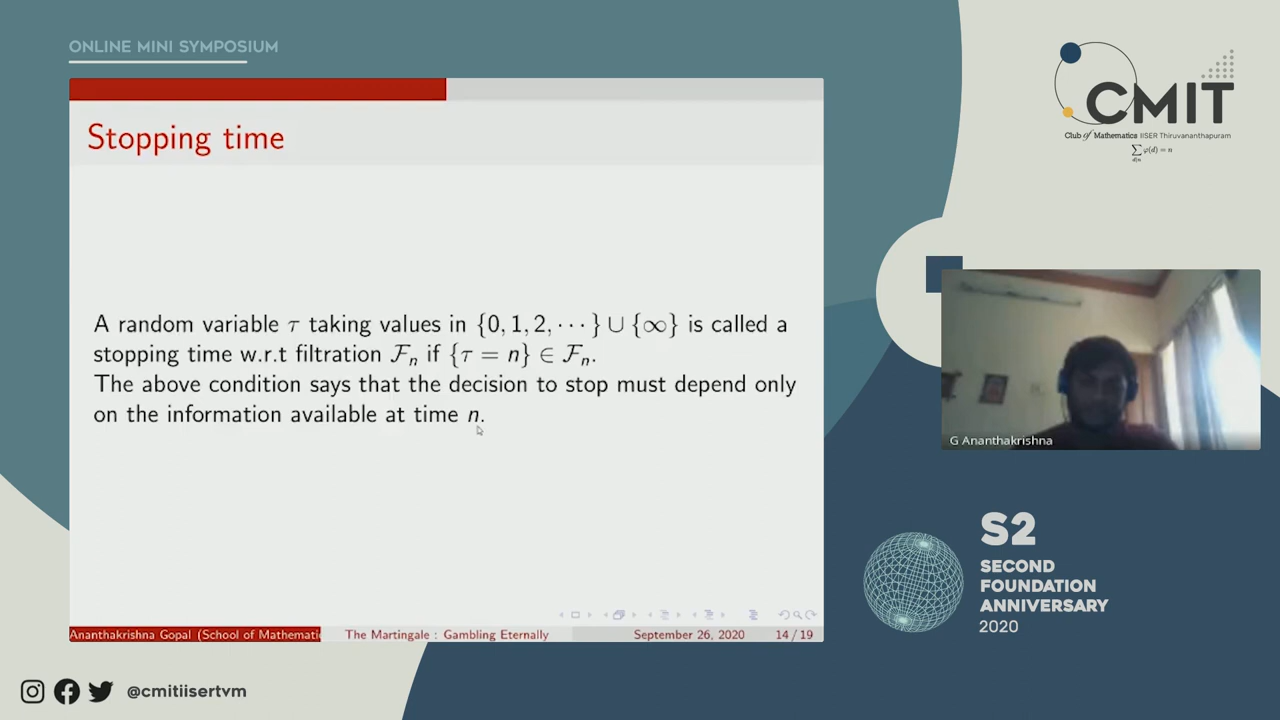 ONLINE MINI SYMPOSIUM
CMIT
Club of Mathematics IISER Thiruvananthapuram
∑ φ(d) = n
d|n
Stopping time
A random variable τ taking values in {0, 1, 2, ⋯ } ∪ {∞} is called a
stopping time w.r.t filtration ℱₙ if {τ = n} ∈ ℱₙ.
The above condition says that the decision to stop must depend only
on the information available at time n.
G Ananthakrishna
S2
SECOND
FOUNDATION
ANNIVERSARY
2020
Ananthakrishna Gopal (School of Mathemati
The Martingale : Gambling Eternally
September 26, 2020
14 / 19
@cmitiisertvm